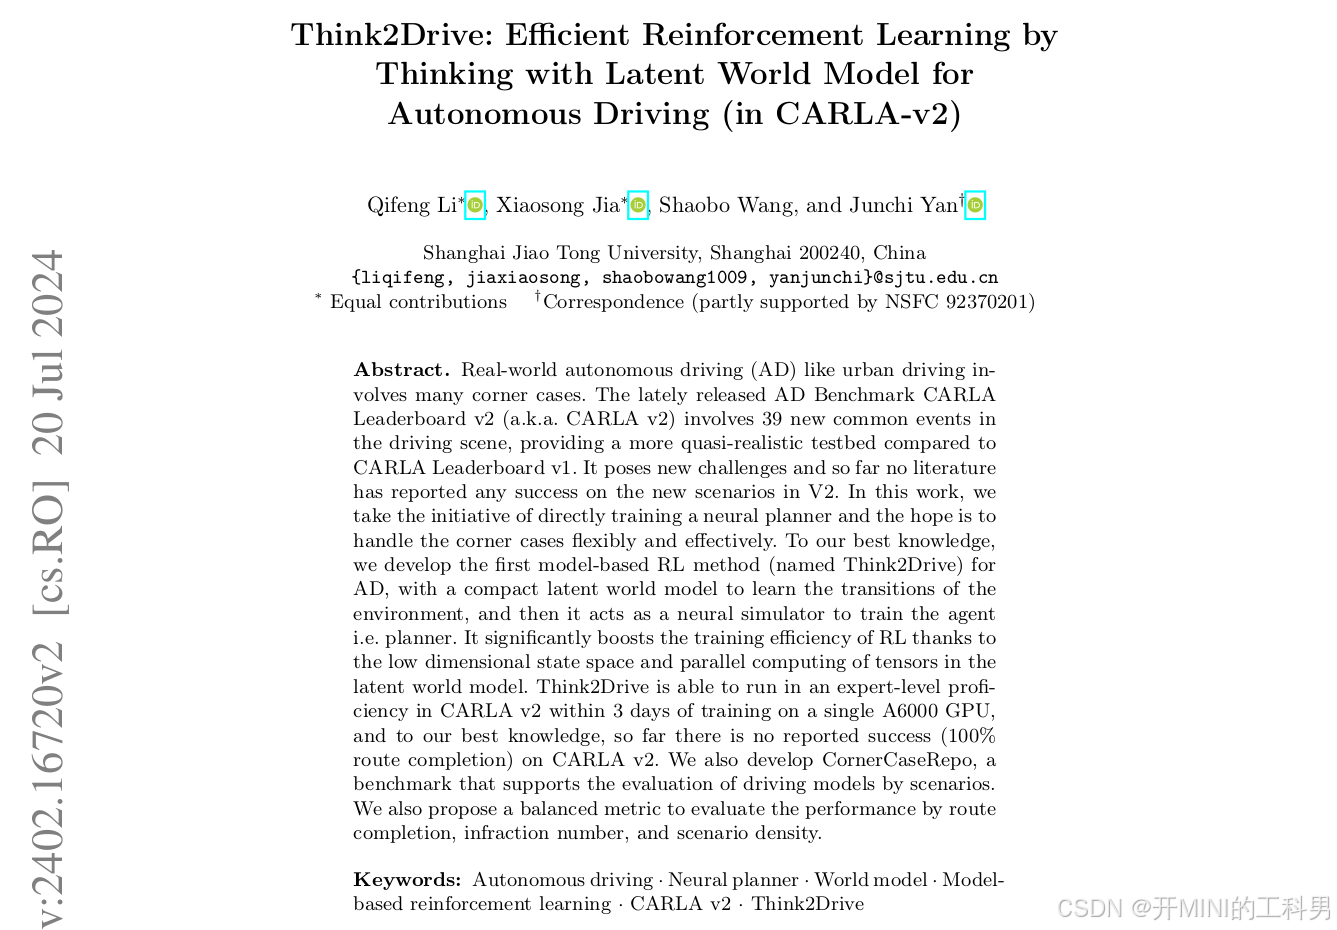 Think2Drive: Efficient Reinforcement Learning by
Thinking with Latent World Model for
Autonomous Driving (in CARLA-v2)
Qifeng Li*iD, Xiaosong Jia*iD, Shaobo Wang, and Junchi Yan†iD
Shanghai Jiao Tong University, Shanghai 200240, China
{liqifeng, jiaxiaosong, shaobowang1009, yanjunchi}@sjtu.edu.cn
* Equal contributions †Correspondence (partly supported by NSFC 92370201)
Abstract. Real-world autonomous driving (AD) like urban driving in-
volves many corner cases. The lately released AD Benchmark CARLA
Leaderboard v2 (a.k.a. CARLA v2) involves 39 new common events in
the driving scene, providing a more quasi-realistic testbed compared to
CARLA Leaderboard v1. It poses new challenges and so far no literature
has reported any success on the new scenarios in V2. In this work, we
take the initiative of directly training a neural planner and the hope is to
handle the corner cases flexibly and effectively. To our best knowledge,
we develop the first model-based RL method (named Think2Drive) for
AD, with a compact latent world model to learn the transitions of the
environment, and then it acts as a neural simulator to train the agent
i.e. planner. It significantly boosts the training efficiency of RL thanks to
the low dimensional state space and parallel computing of tensors in the
latent world model. Think2Drive is able to run in an expert-level profi-
ciency in CARLA v2 within 3 days of training on a single A6000 GPU,
and to our best knowledge, so far there is no reported success (100%
route completion) on CARLA v2. We also develop CornerCaseRepo, a
benchmark that supports the evaluation of driving models by scenarios.
We also propose a balanced metric to evaluate the performance by route
completion, infraction number, and scenario density.
Keywords: Autonomous driving · Neural planner · World model · Model-
based reinforcement learning · CARLA v2 · Think2Drive
v:2402.16720v2 [cs.RO] 20 Jul 2024
CSDN @开MINI的工科男